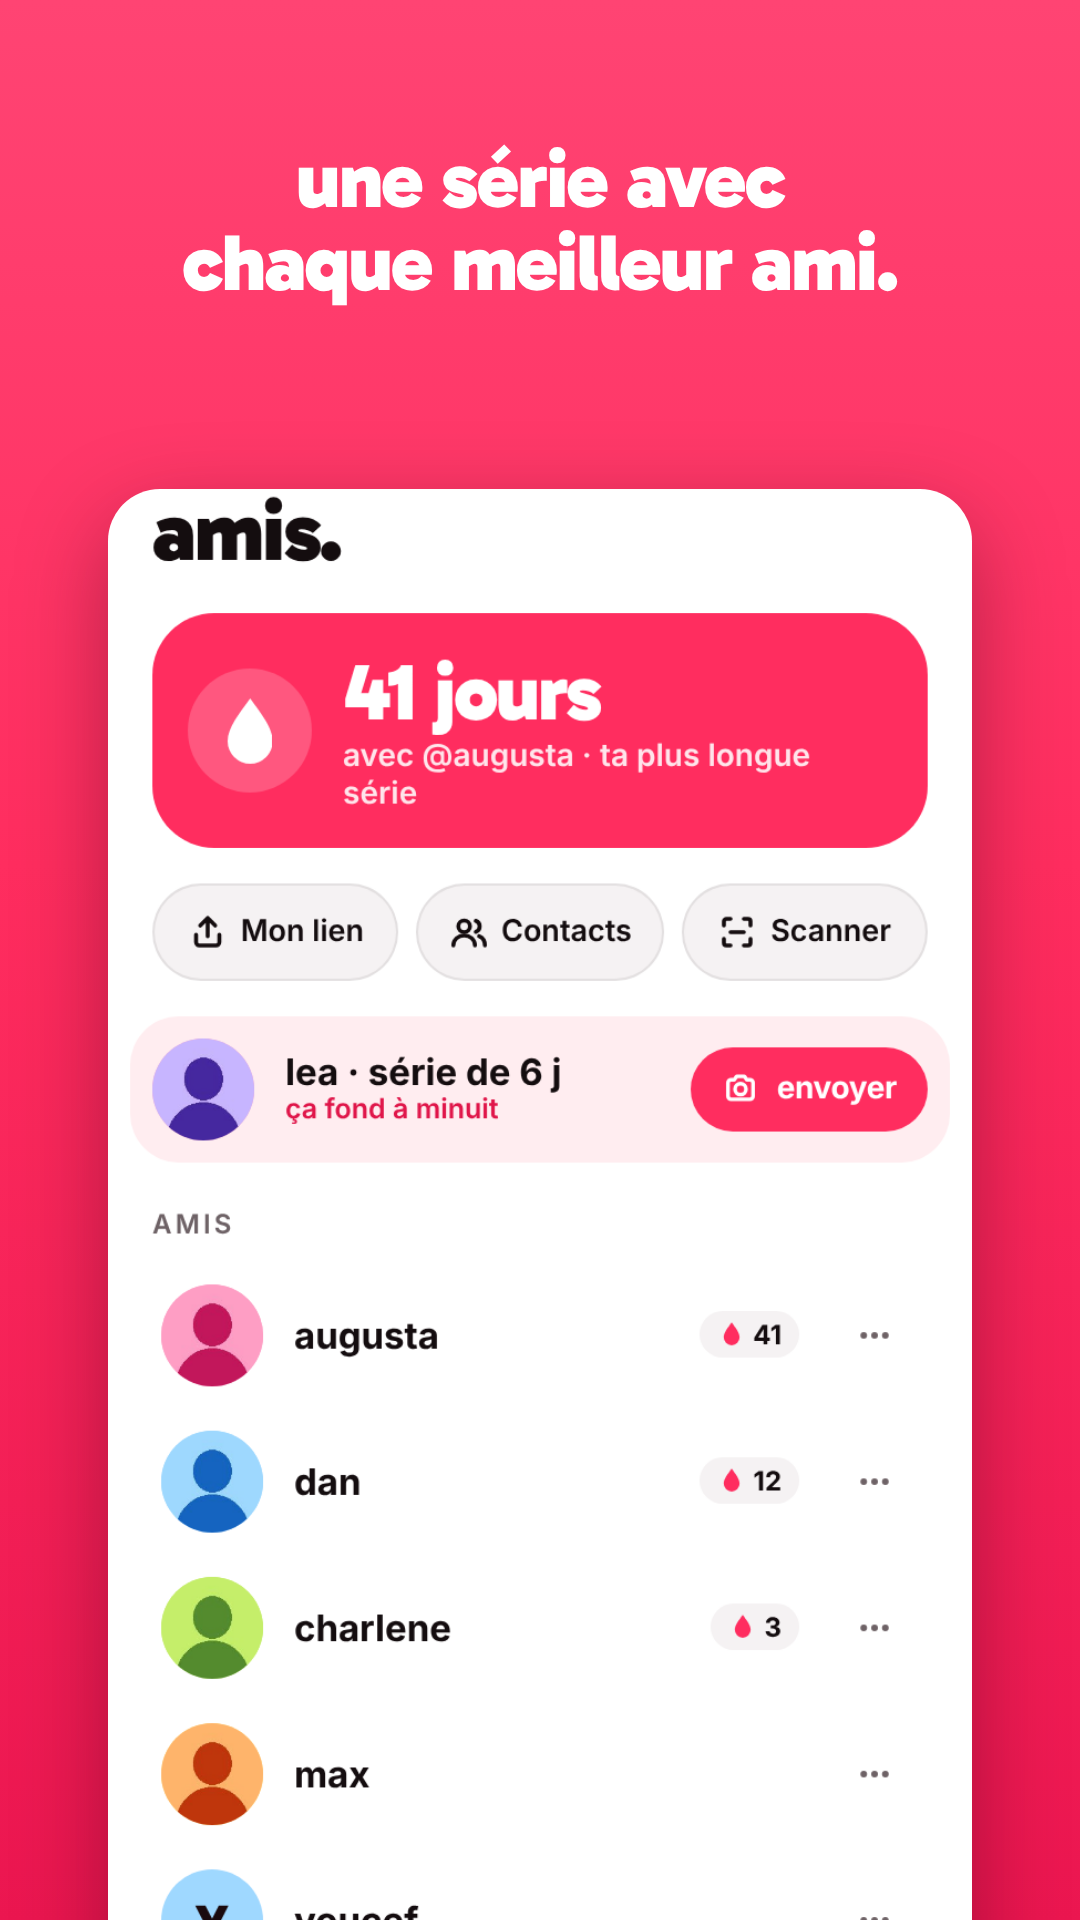 une série avec
chaque meilleur ami.
amis.
41 jours
avec @augusta · ta plus longue
série
Mon lien
Contacts
Scanner
lea · série de 6 j
ça fond à minuit
envoyer
AMIS
augusta
41
dan
12
charlene
3
max
Y
youcef